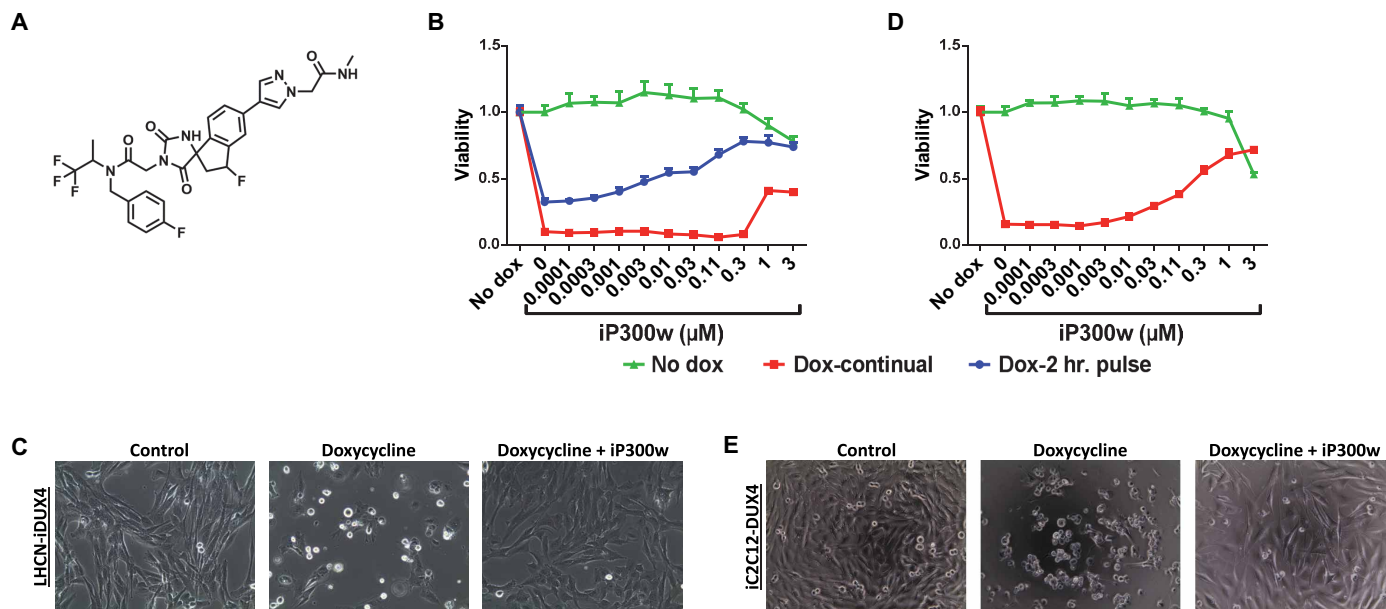 A
B
D
O
NH
N
N
O
O
NH
F
F
F
N
O
N
O
F
F
Viability
1.5
1.0
0.5
0.0
No dox 0 0.0001 0.0003 0.001 0.003 0.01 0.03 0.11 0.3 1 3
iP300w (µM)
Viability
1.5
1.0
0.5
0.0
No dox 0 0.0001 0.0003 0.001 0.003 0.01 0.03 0.11 0.3 1 3
iP300w (µM)
No dox Dox-continual Dox-2 hr. pulse
C
Control Doxycycline Doxycycline + iP300w
LHCN-iDUX4
E
Control Doxycycline Doxycycline + iP300w
iC2C12-DUX4